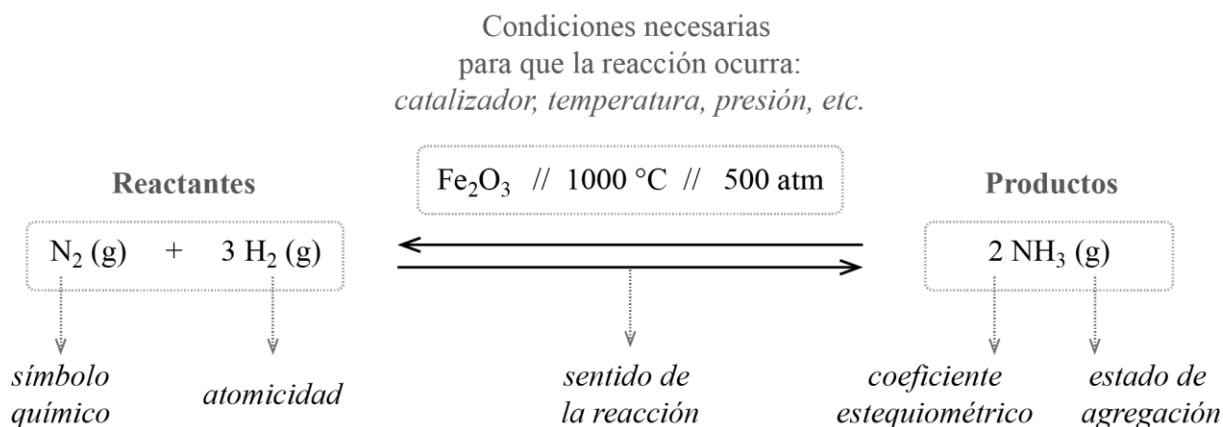 Condiciones necesarias
para que la reacción ocurra:
catalizador, temperatura, presión, etc.
Reactantes
Fe₂O₃ // 1000 °C // 500 atm
Productos
N₂ (g) + 3 H₂ (g)
2 NH₃ (g)
símbolo
químico
atomicidad
sentido de
la reacción
coeficiente
estequiométrico
estado de
agregación